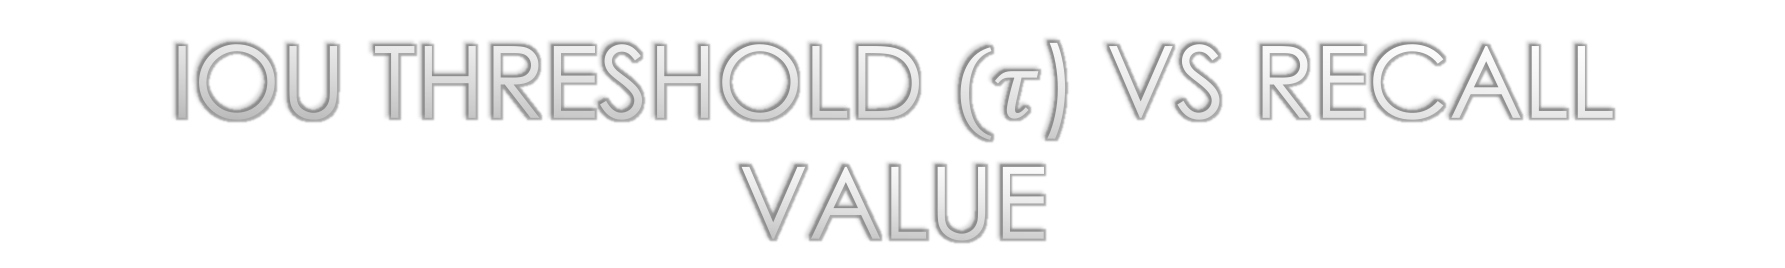 IOU THRESHOLD (τ) VS RECALL
VALUE